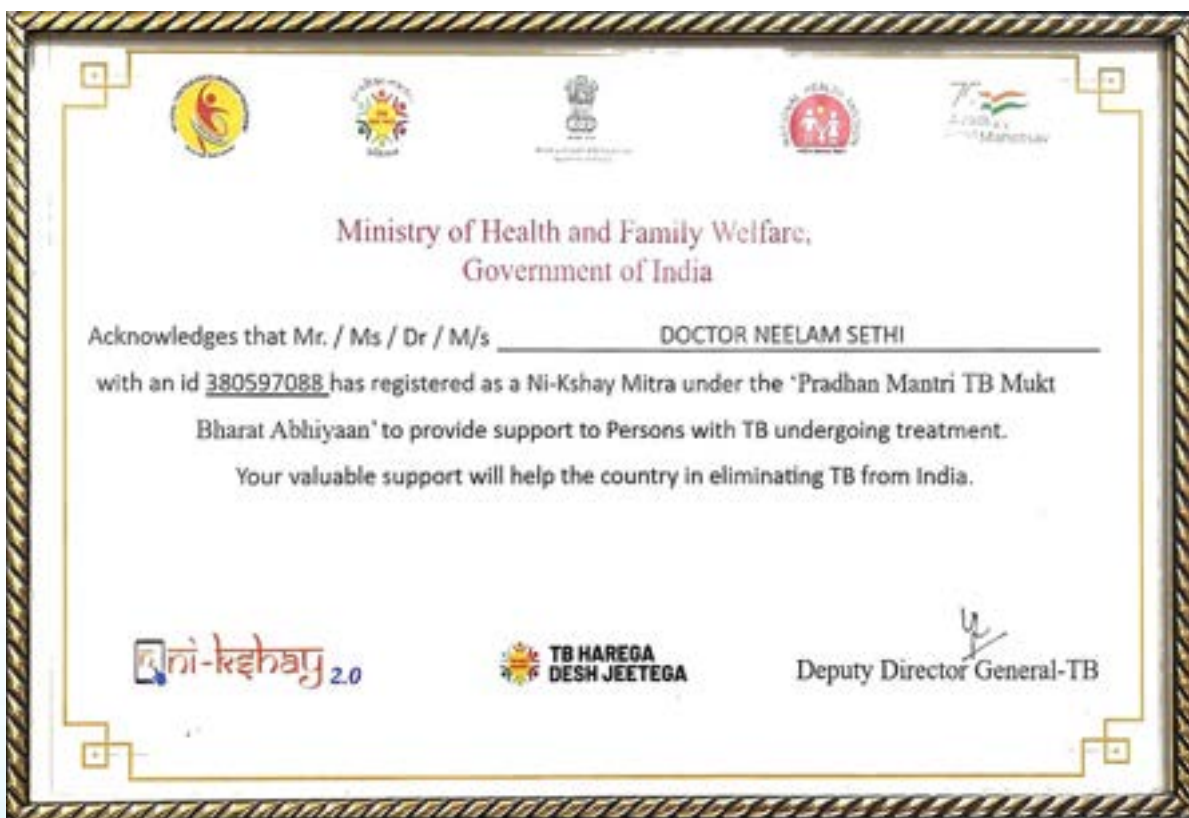 Ministry of Health and Family Welfare,
Government of India
Acknowledges that Mr. / Ms / Dr / M/s DOCTOR NEELAM SETHI
with an id 380597088 has registered as a Ni-Kshay Mitra under the 'Pradhan Mantri TB Mukt
Bharat Abhiyaan' to provide support to Persons with TB undergoing treatment.
Your valuable support will help the country in eliminating TB from India.
ni-kshay 2.0
TB HAREGA
DESH JEETEGA
Deputy Director General-TB